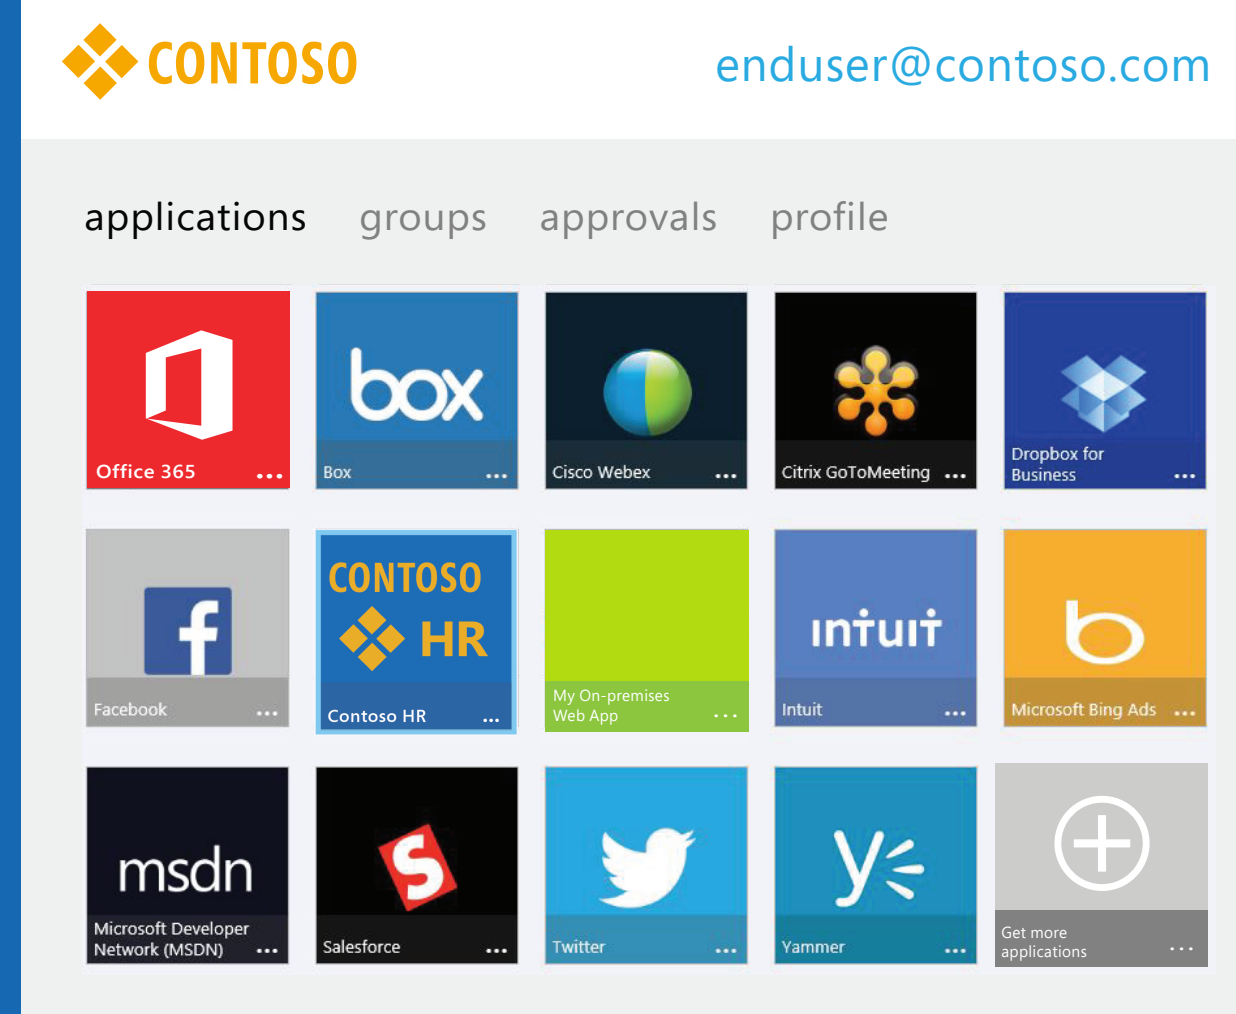 CONTOSO
enduser@contoso.com
applications groups approvals profile
Office 365 ...
box
Box ...
Cisco Webex ...
Citrix GoToMeeting ...
Dropbox for
Business ...
f
Facebook ...
CONTOSO
HR
Contoso HR ...
My On-premises
Web App ...
intuit
Intuit ...
b
Microsoft Bing Ads ...
msdn
Microsoft Developer
Network (MSDN) ...
S
Salesforce ...
Twitter ...
y
Yammer ...
Get more
applications ...